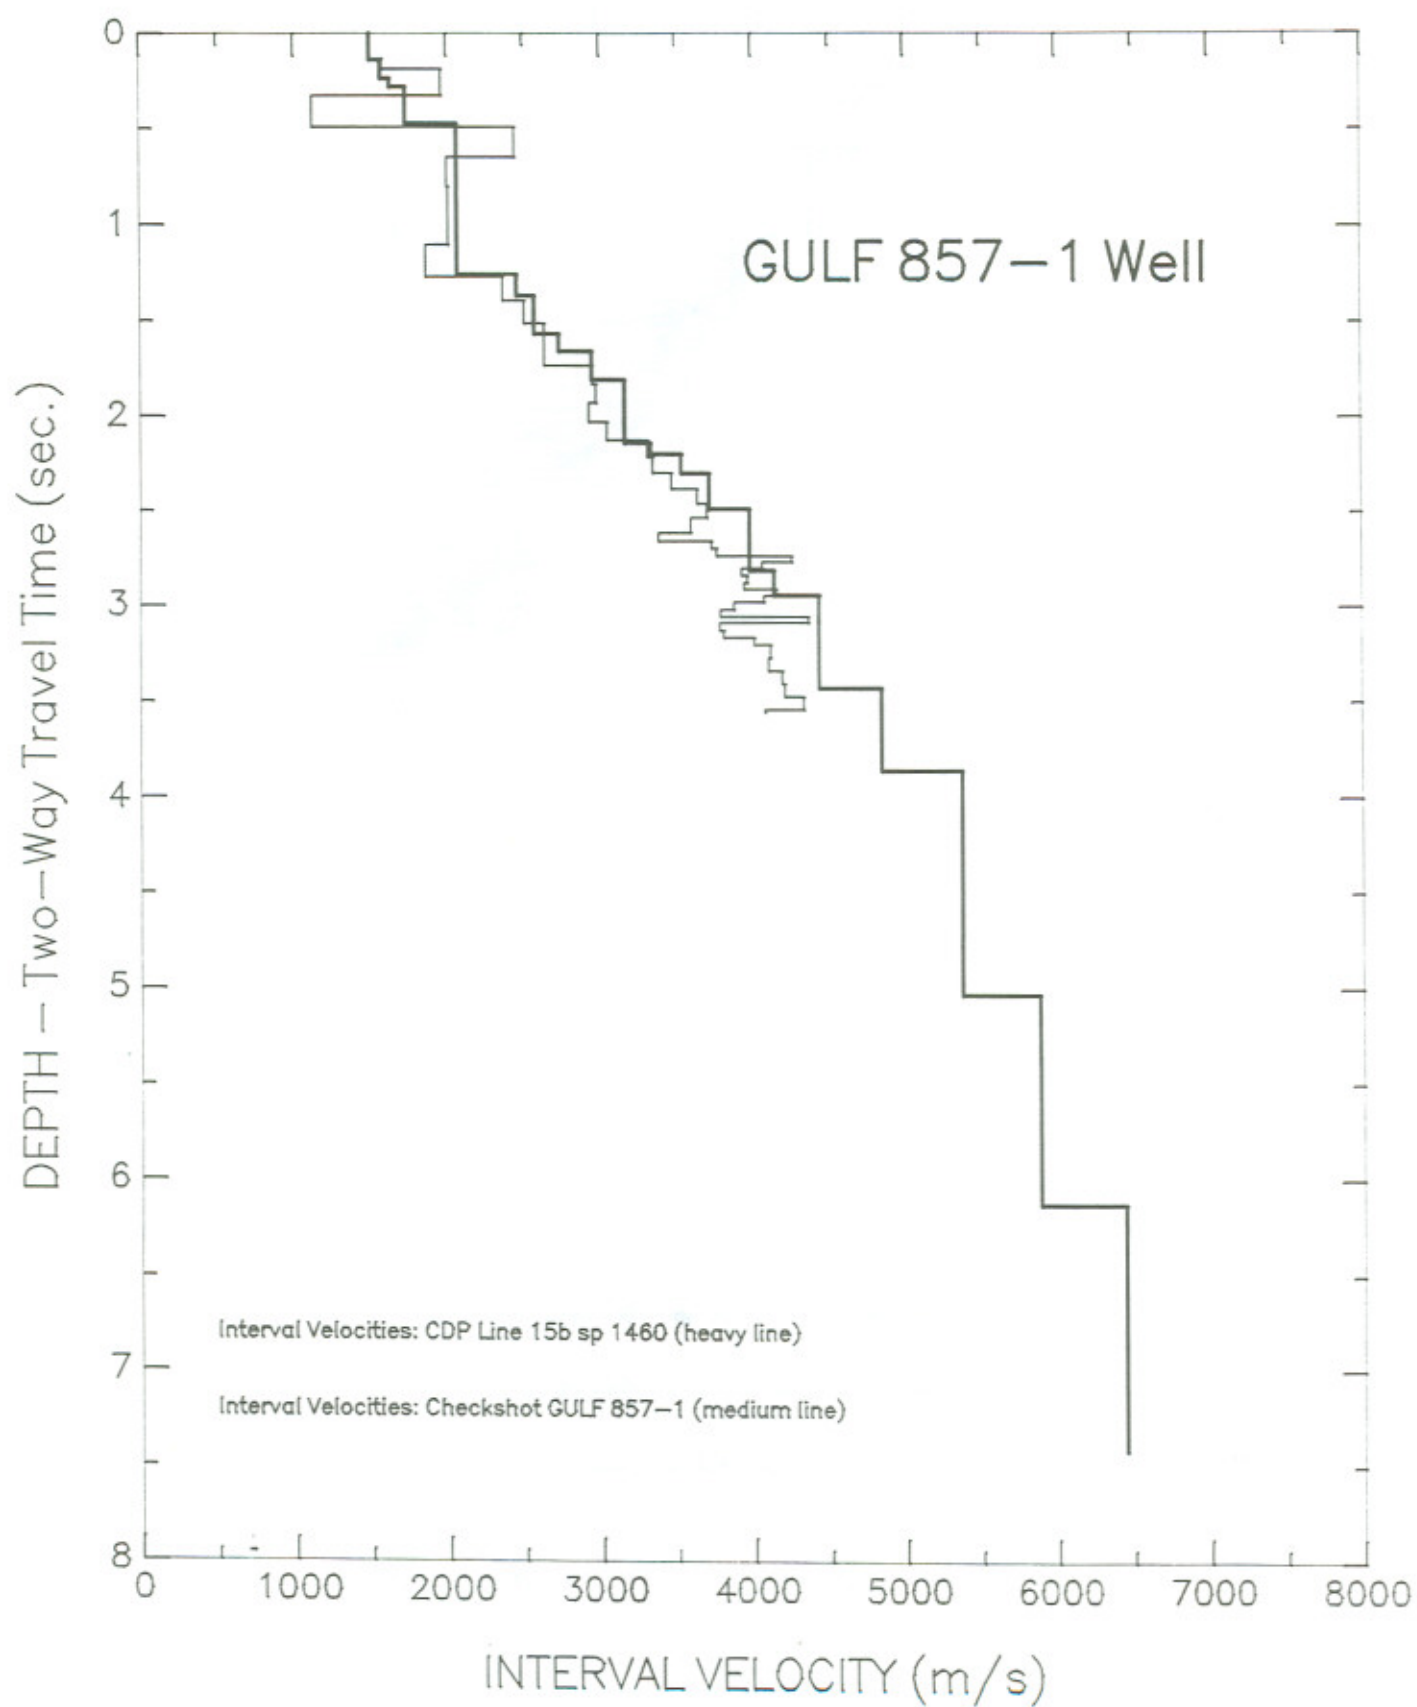 0
1
GULF 857-1 Well
2
3
4
5
6
7
8
DEPTH - Two-Way Travel Time (sec.)
Interval Velocities: CDP Line 15b sp 1460 (heavy line)
Interval Velocities: Checkshot GULF 857-1 (medium line)
0 1000 2000 3000 4000 5000 6000 7000 8000
INTERVAL VELOCITY (m/s)